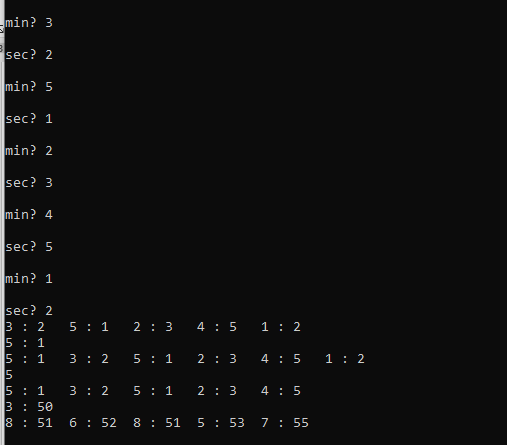 min? 3
sec? 2
min? 5
sec? 1
min? 2
sec? 3
min? 4
sec? 5
min? 1
sec? 2
3 : 2   5 : 1   2 : 3   4 : 5   1 : 2
5 : 1
5 : 1   3 : 2   5 : 1   2 : 3   4 : 5   1 : 2
5
5 : 1   3 : 2   5 : 1   2 : 3   4 : 5
3 : 50
8 : 51  6 : 52  8 : 51  5 : 53  7 : 55